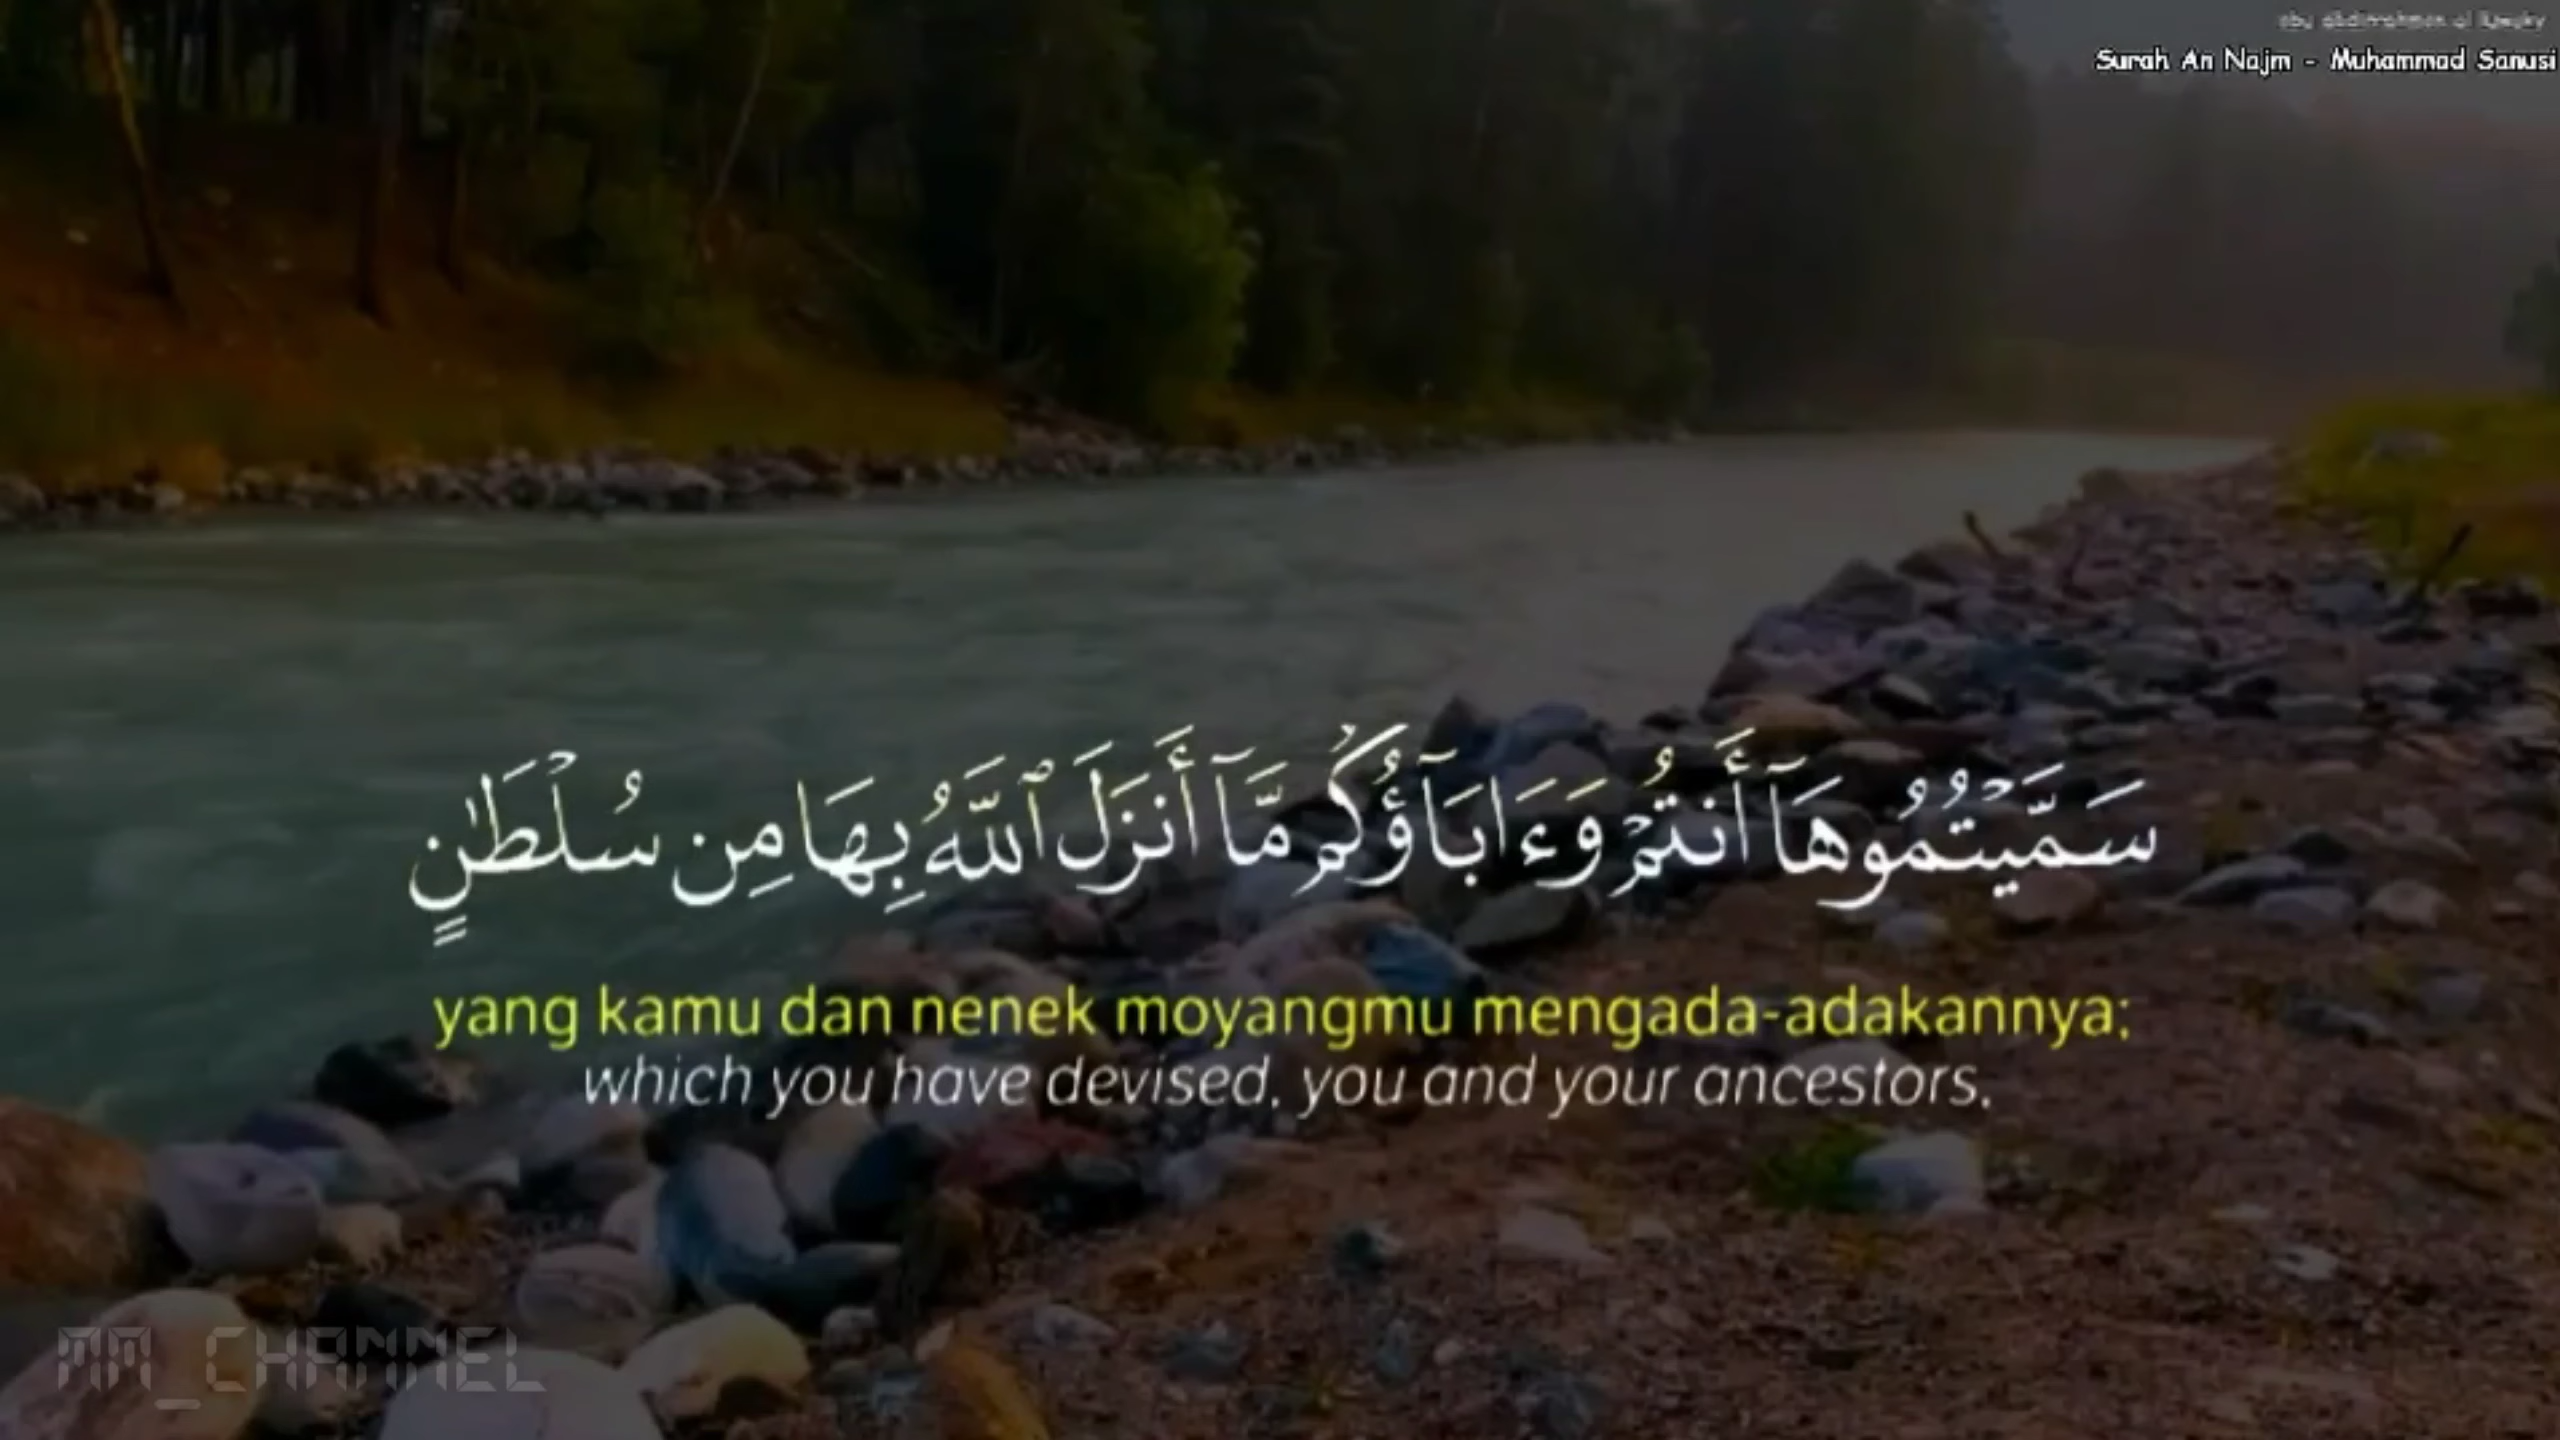 Surah An Najm - Muhammad Sanusi
سَمَّيْتُمُوهَآ أَنتُمْ وَءَابَآؤُكُم مَّآ أَنزَلَ ٱللَّهُ بِهَا مِن سُلْطَـٰنٍ
yang kamu dan nenek moyangmu mengada-adakannya;
which you have devised, you and your ancestors,
MM_CHANNEL